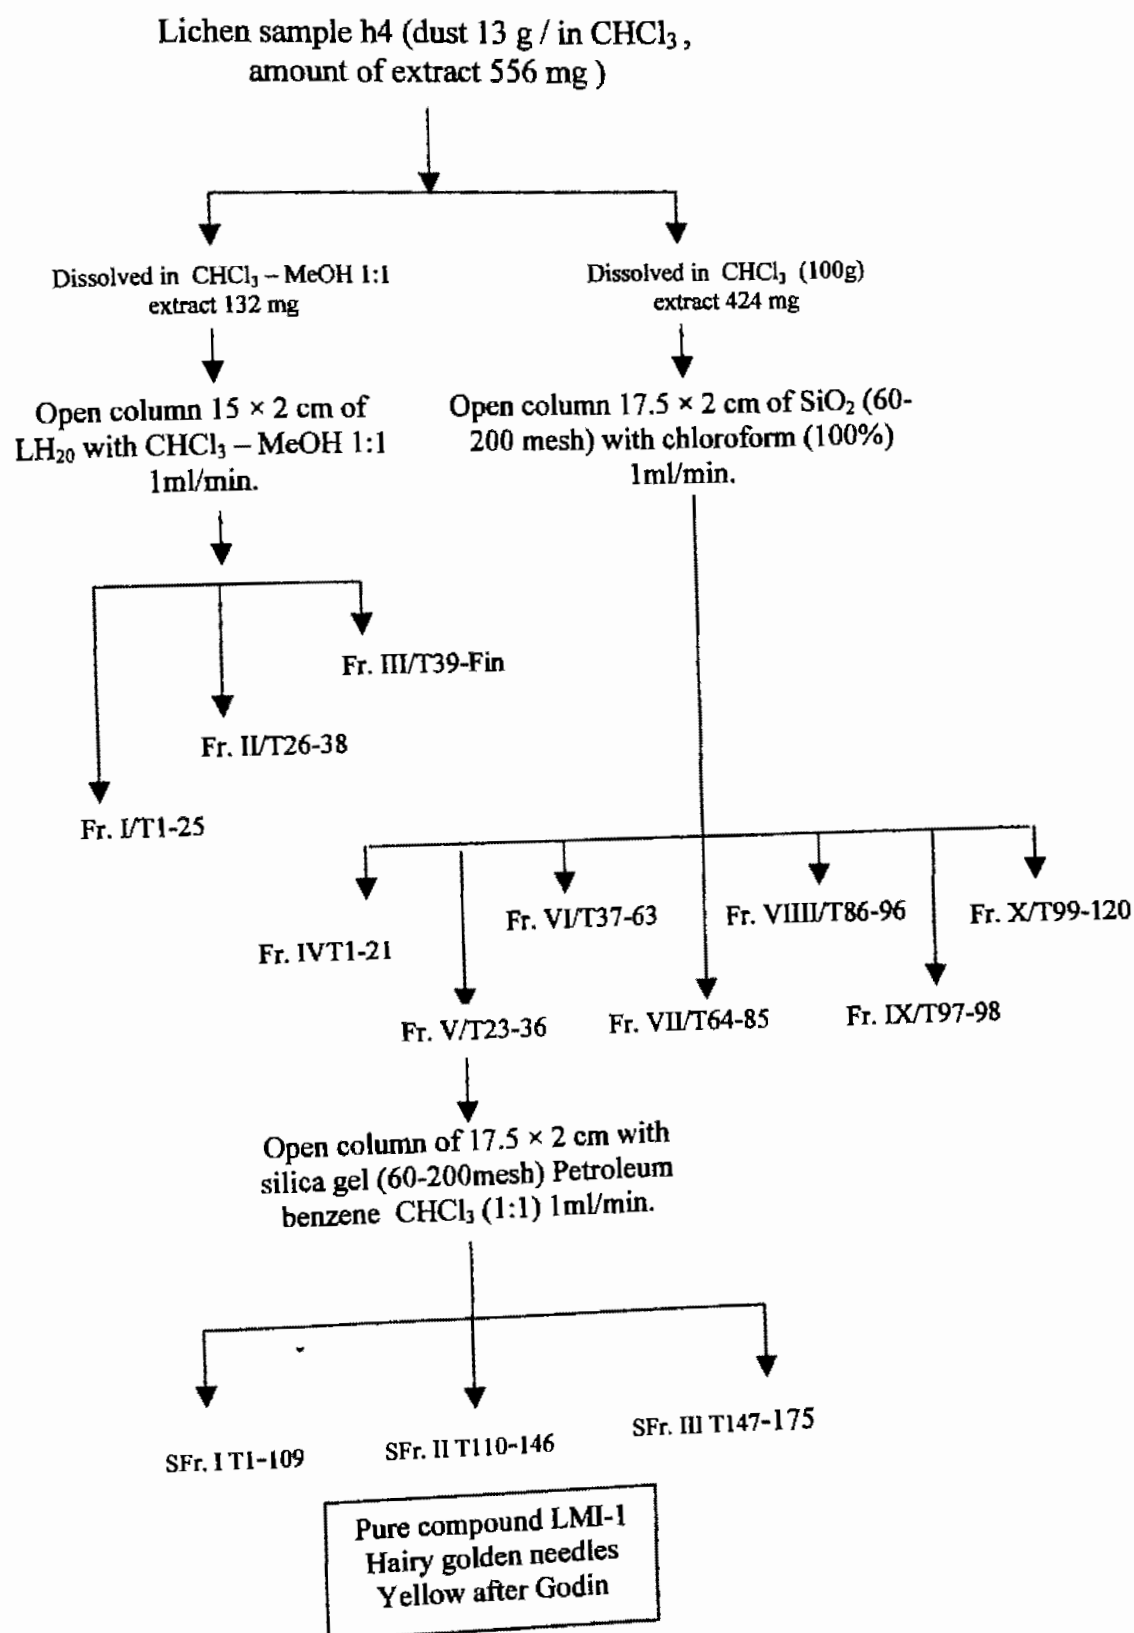 Lichen sample h4 (dust 13 g / in CHCl₃ ,
amount of extract 556 mg )
Dissolved in CHCl₃ – MeOH 1:1
extract 132 mg
Dissolved in CHCl₃ (100g)
extract 424 mg
Open column 15 × 2 cm of
LH₂₀ with CHCl₃ – MeOH 1:1
1ml/min.
Open column 17.5 × 2 cm of SiO₂ (60-
200 mesh) with chloroform (100%)
1ml/min.
Fr. III/T39-Fin
Fr. II/T26-38
Fr. I/T1-25
Fr. IVT1-21
Fr. VI/T37-63
Fr. VIIII/T86-96
Fr. X/T99-120
Fr. V/T23-36
Fr. VII/T64-85
Fr. IX/T97-98
Open column of 17.5 × 2 cm with
silica gel (60-200mesh) Petroleum
benzene CHCl₃ (1:1) 1ml/min.
SFr. I T1-109
SFr. II T110-146
SFr. III T147-175
Pure compound LMI-1
Hairy golden needles
Yellow after Godin